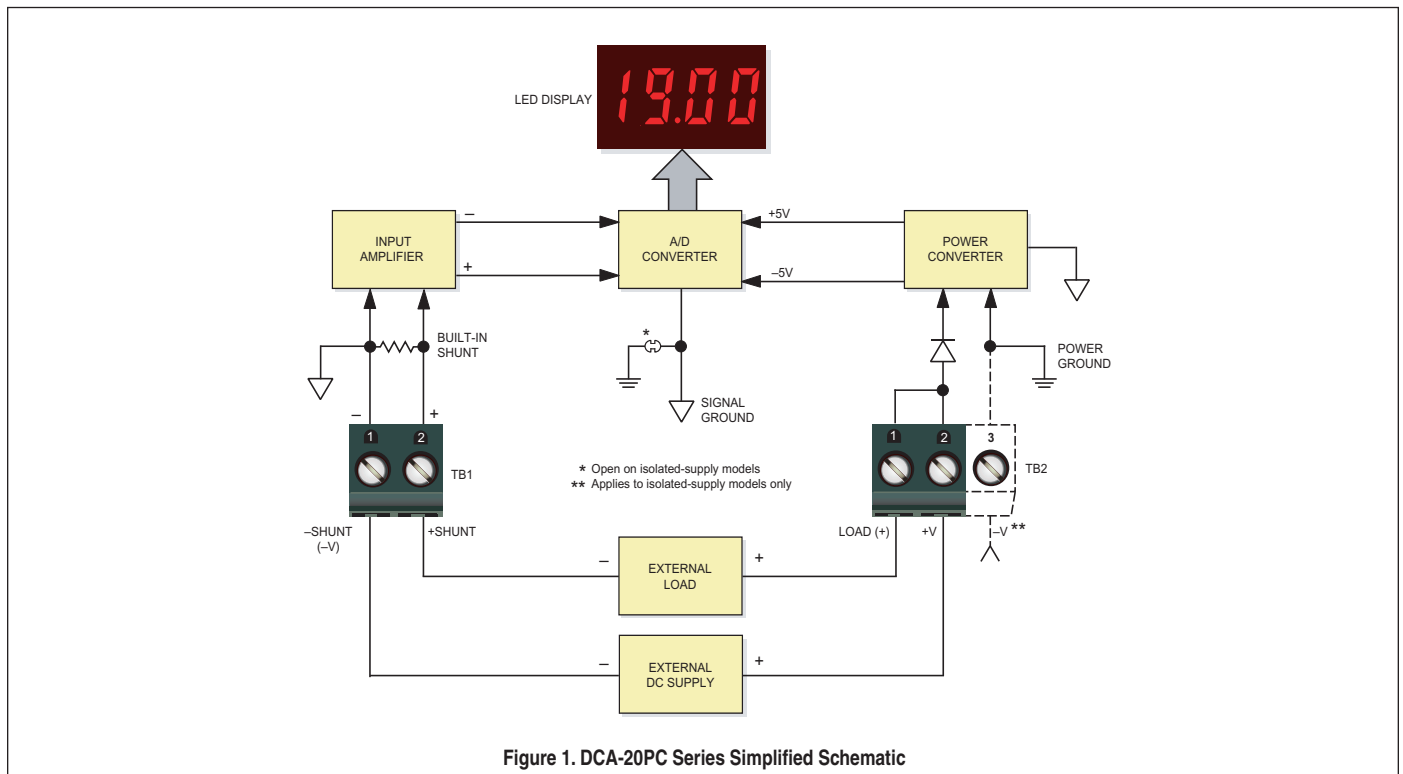 LED DISPLAY
19.00
–
+5V
INPUT
AMPLIFIER
A/D
CONVERTER
POWER
CONVERTER
+
–5V
*
BUILT-IN
SHUNT
POWER
GROUND
SIGNAL
GROUND
–
+
1
2
TB1
* Open on isolated-supply models
** Applies to isolated-supply models only
1
2
3
TB2
–SHUNT
(–V)
+SHUNT
LOAD (+)
+V
–V **
–
EXTERNAL
LOAD
+
–
EXTERNAL
DC SUPPLY
+
Figure 1. DCA-20PC Series Simplified Schematic